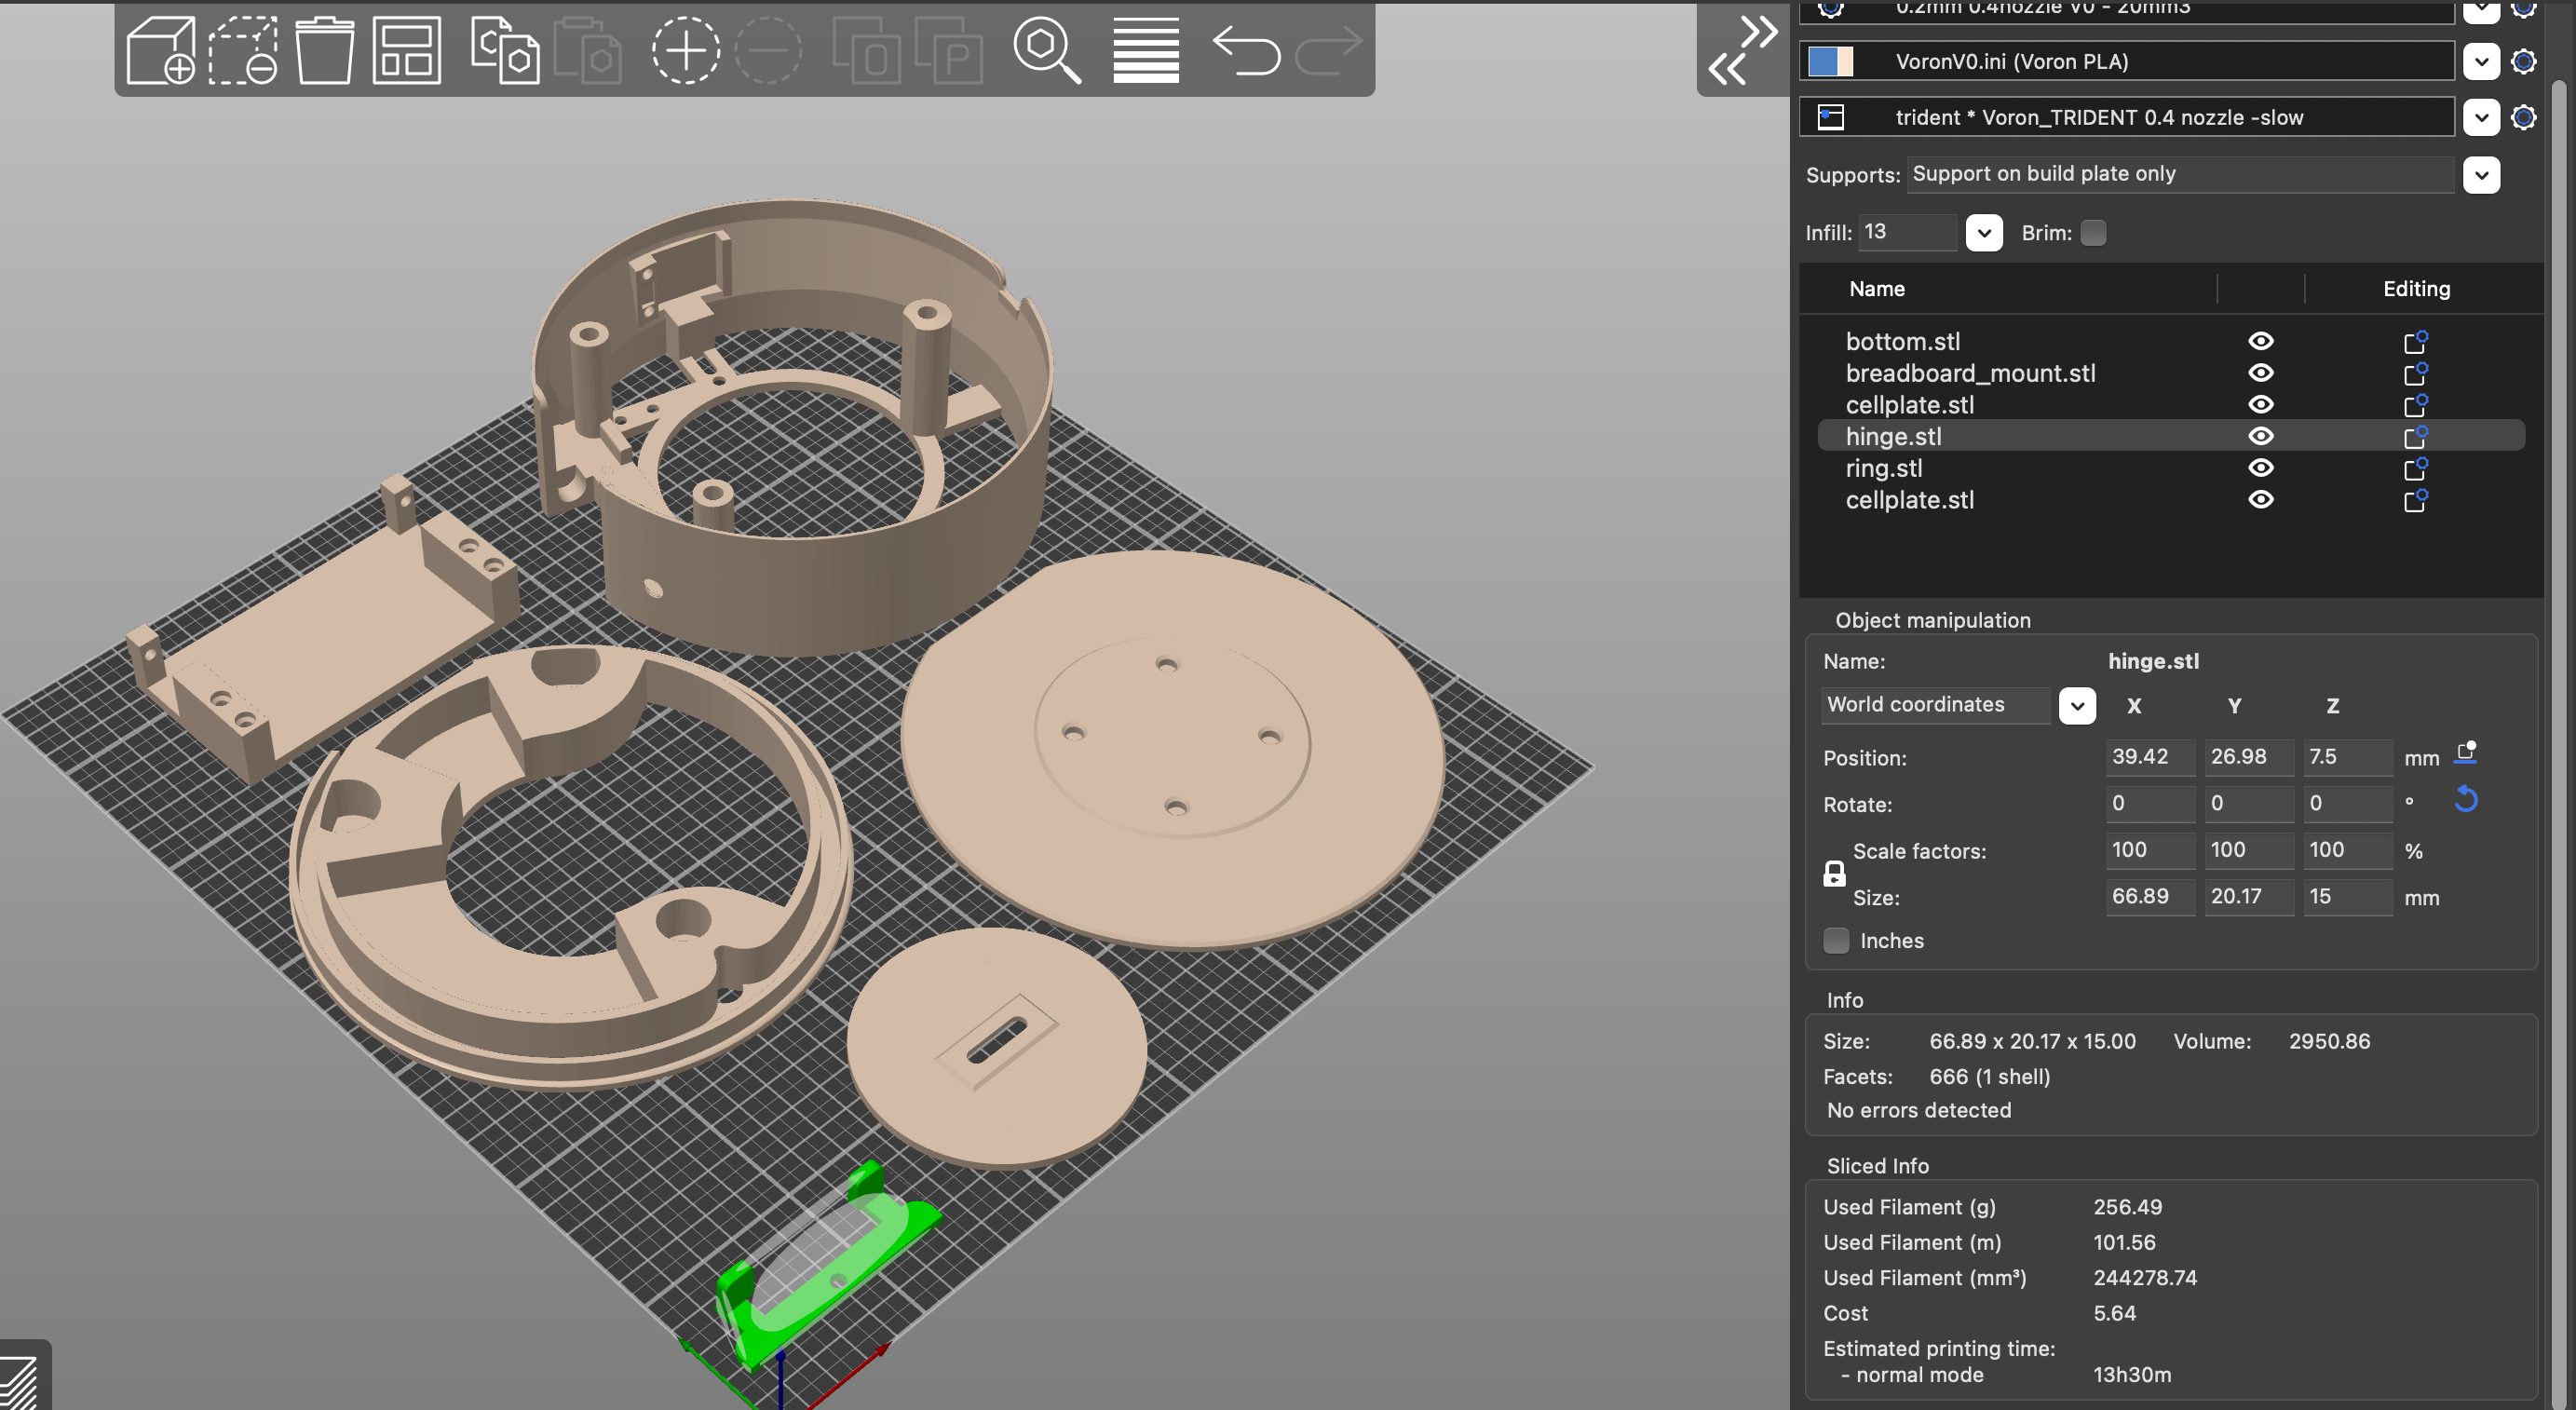 0.2mm 0.4nozzle V0 - 20mm3
VoronV0.ini (Voron PLA)
trident * Voron_TRIDENT 0.4 nozzle -slow
Supports: Support on build plate only
Infill: 13 Brim:
Name Editing
bottom.stl
breadboard_mount.stl
cellplate.stl
hinge.stl
ring.stl
cellplate.stl
Object manipulation
Name: hinge.stl
World coordinates X Y Z
Position: 39.42 26.98 7.5 mm
Rotate: 0 0 0 °
Scale factors: 100 100 100 %
Size: 66.89 20.17 15 mm
Inches
Info
Size: 66.89 x 20.17 x 15.00 Volume: 2950.86
Facets: 666 (1 shell)
No errors detected
Sliced Info
Used Filament (g) 256.49
Used Filament (m) 101.56
Used Filament (mm³) 244278.74
Cost 5.64
Estimated printing time:
- normal mode 13h30m